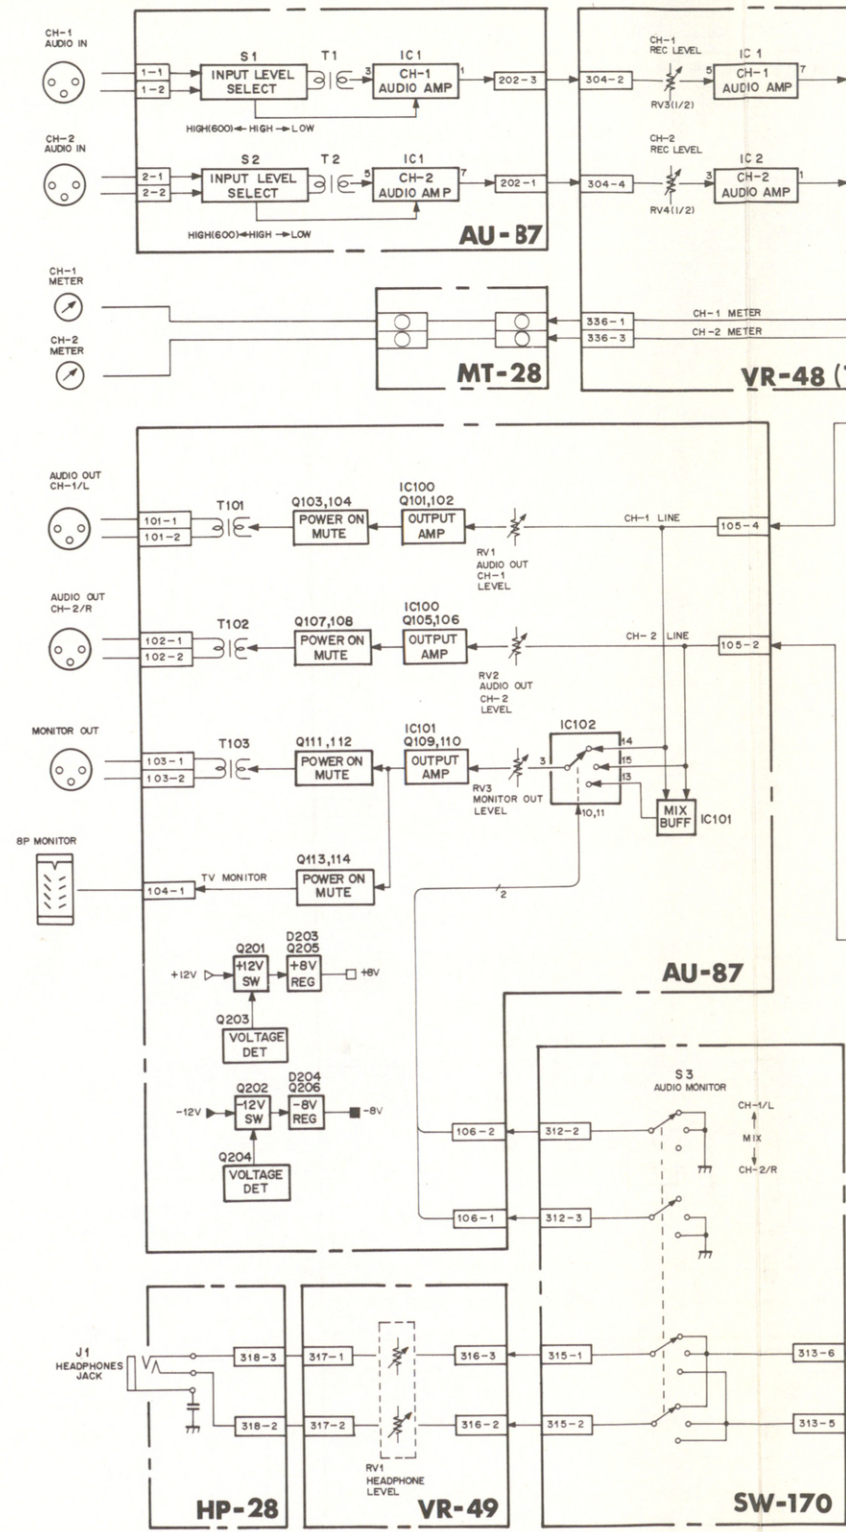 CH-1
AUDIO IN
1-1
1-2
S1
INPUT LEVEL
SELECT
T1
3
IC1
CH-1
AUDIO AMP
1
202-3
304-2
CH-1
REC LEVEL
RV3(1/2)
5
IC 1
CH-1
AUDIO AMP
7
HIGH(600) HIGH LOW
CH-2
AUDIO IN
2-1
2-2
S2
INPUT LEVEL
SELECT
T2
5
IC1
CH-2
AUDIO AMP
7
202-1
304-4
CH-2
REC LEVEL
RV4(1/2)
3
IC 2
CH-2
AUDIO AMP
1
HIGH(600) HIGH LOW
AU-87
CH-1
METER
CH-2
METER
336-1
336-3
CH-1 METER
CH-2 METER
MT-28
VR-48
AUDIO OUT
CH-1/L
101-1
101-2
T101
Q103,104
POWER ON
MUTE
IC100
Q101,102
OUTPUT
AMP
RV1
AUDIO OUT
CH-1
LEVEL
CH-1 LINE
105-4
AUDIO OUT
CH-2/R
102-1
102-2
T102
Q107,108
POWER ON
MUTE
IC100
Q105,106
OUTPUT
AMP
RV2
AUDIO OUT
CH-2
LEVEL
CH-2 LINE
105-2
MONITOR OUT
103-1
103-2
T103
Q111,112
POWER ON
MUTE
IC101
Q109,110
OUTPUT
AMP
RV3
MONITOR OUT
LEVEL
IC102
3
14
15
13
10,11
MIX
BUFF
IC101
8P MONITOR
104-1
TV MONITOR
Q113,114
POWER ON
MUTE
2
+12V
Q201
+12V
SW
D203
Q205
+8V
REG
+8V
Q203
VOLTAGE
DET
AU-87
-12V
Q202
-12V
SW
D204
Q206
-8V
REG
-8V
Q204
VOLTAGE
DET
106-2
312-2
S3
AUDIO MONITOR
CH-1/L
MIX
CH-2/R
106-1
312-3
J1
HEADPHONES
JACK
318-3
317-1
316-3
315-1
313-6
318-2
317-2
316-2
315-2
313-5
RV1
HEADPHONE
LEVEL
HP-28
VR-49
SW-170